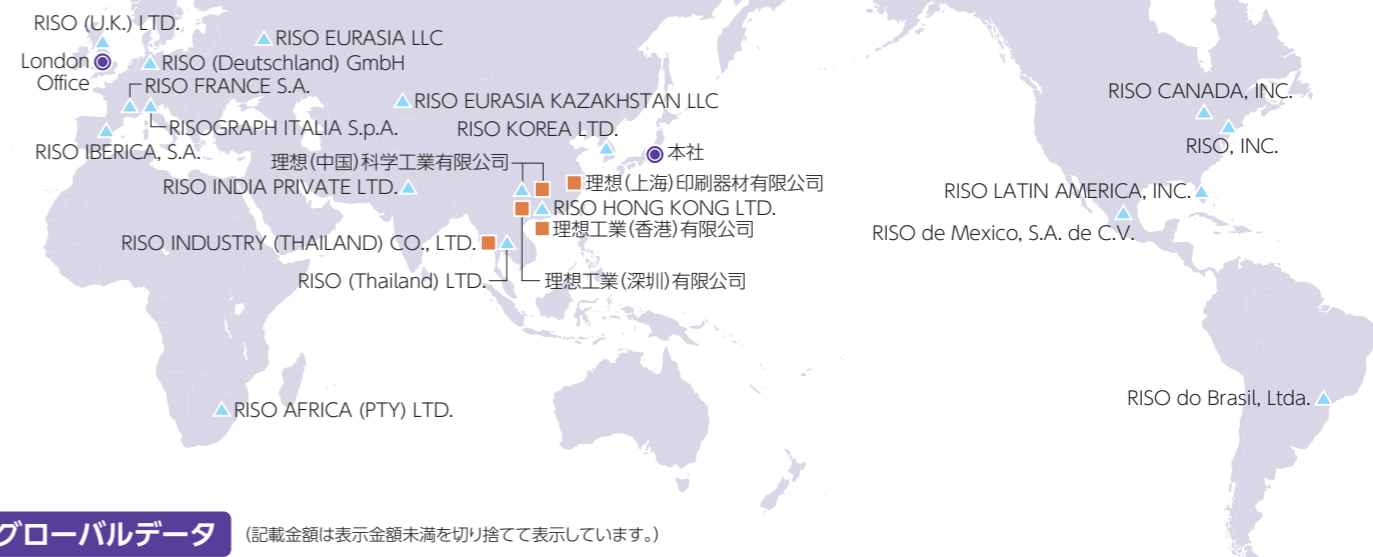 RISO (U.K.) LTD.
London
Office
RISO EURASIA LLC
RISO (Deutschland) GmbH
RISO FRANCE S.A.
RISO EURASIA KAZAKHSTAN LLC
RISOGRAPH ITALIA S.p.A.
RISO KOREA LTD.
RISO IBERICA, S.A.
本社
理想(中国)科学工業有限公司
理想(上海)印刷器材有限公司
RISO INDIA PRIVATE LTD.
RISO HONG KONG LTD.
理想工業(香港)有限公司
RISO INDUSTRY (THAILAND) CO., LTD.
RISO (Thailand) LTD.
理想工業(深圳)有限公司
RISO AFRICA (PTY) LTD.
RISO CANADA, INC.
RISO, INC.
RISO LATIN AMERICA, INC.
RISO de Mexico, S.A. de C.V.
RISO do Brasil, Ltda.
グローバルデータ (記載金額は表示金額未満を切り捨てて表示しています。)